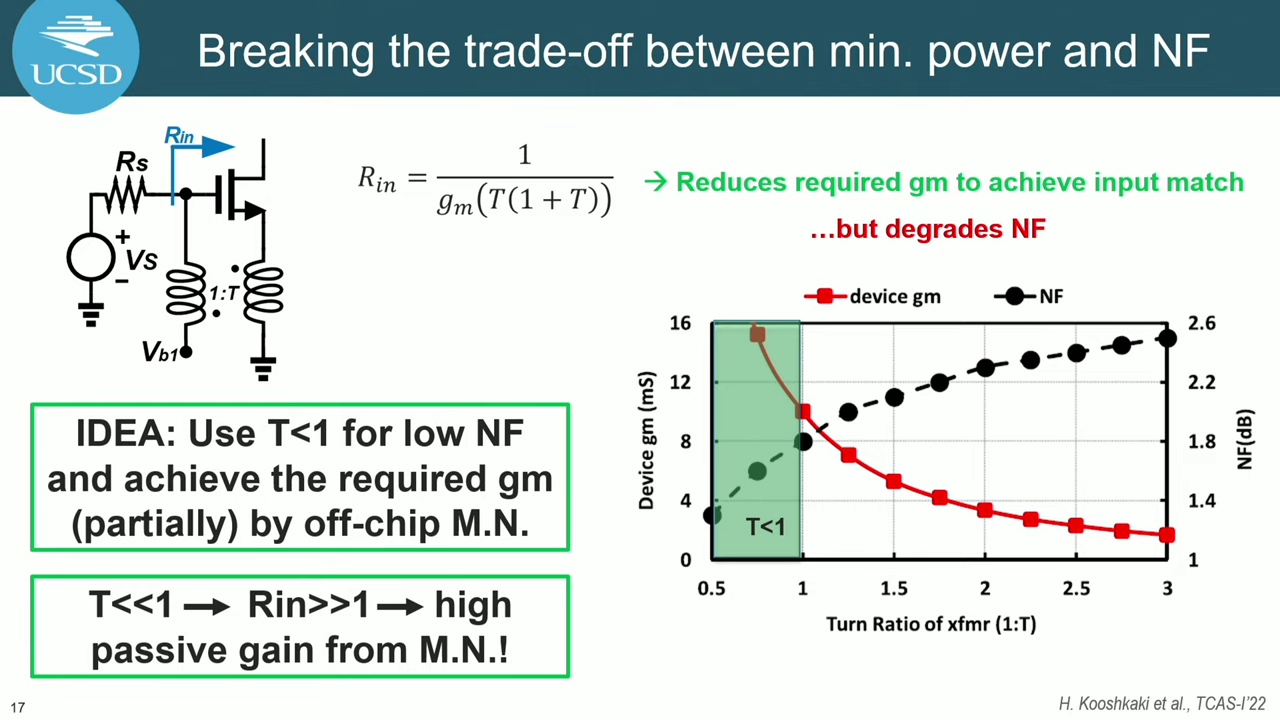 UCSD
Breaking the trade-off between min. power and NF
Rin
Rs
+
VS
−
1:T
Vb1
R_in = 1 / g_m(T(1 + T))
→ Reduces required gm to achieve input match
…but degrades NF
IDEA: Use T<1 for low NF
and achieve the required gm
(partially) by off-chip M.N.
T<<1 → Rin>>1 → high
passive gain from M.N.!
device gm NF
Device gm (mS)
16
12
8
4
0
T<1
2.6
2.2
1.8
1.4
1
NF(dB)
0.5 1 1.5 2 2.5 3
Turn Ratio of xfmr (1:T)
17
H. Kooshkaki et al., TCAS-I'22